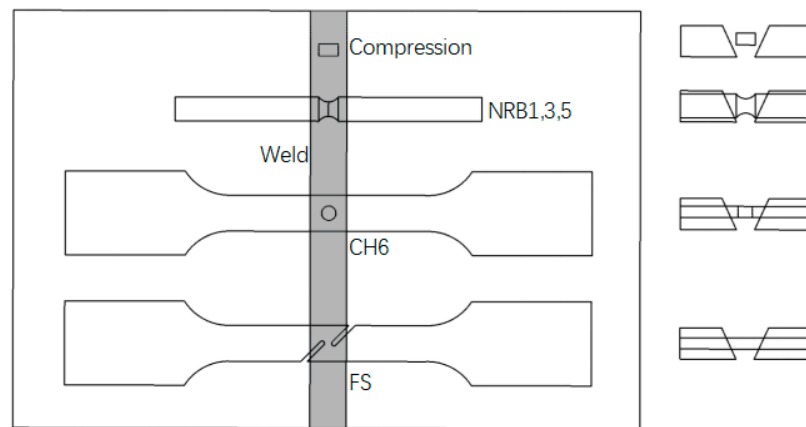 Compression
NRB1,3,5
Weld
CH6
FS